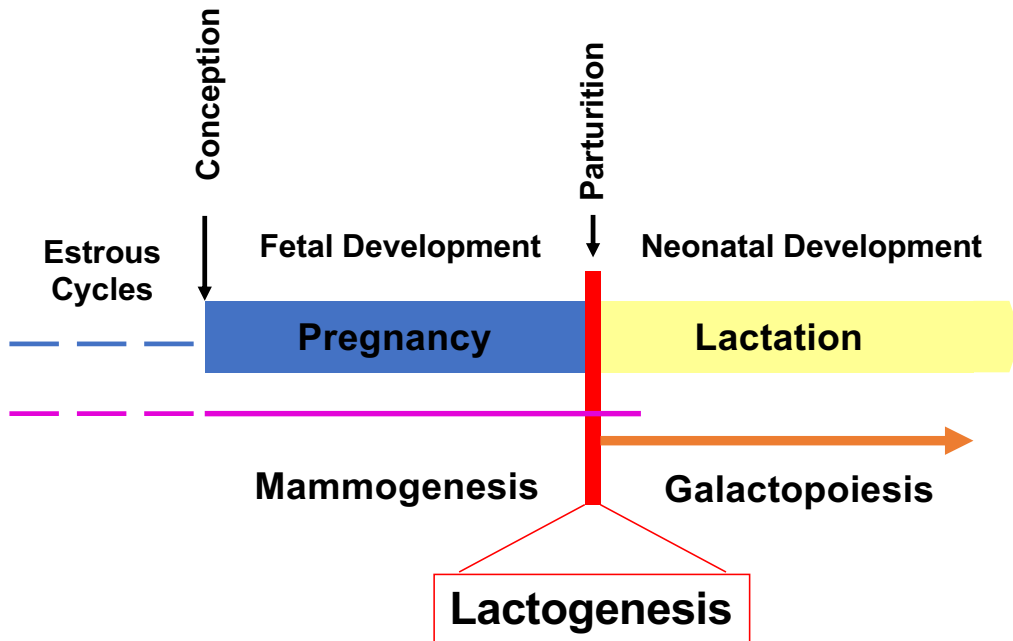 Conception
Parturition
Estrous
Cycles
Fetal Development
Neonatal Development
Pregnancy
Lactation
Mammogenesis
Galactopoiesis
Lactogenesis